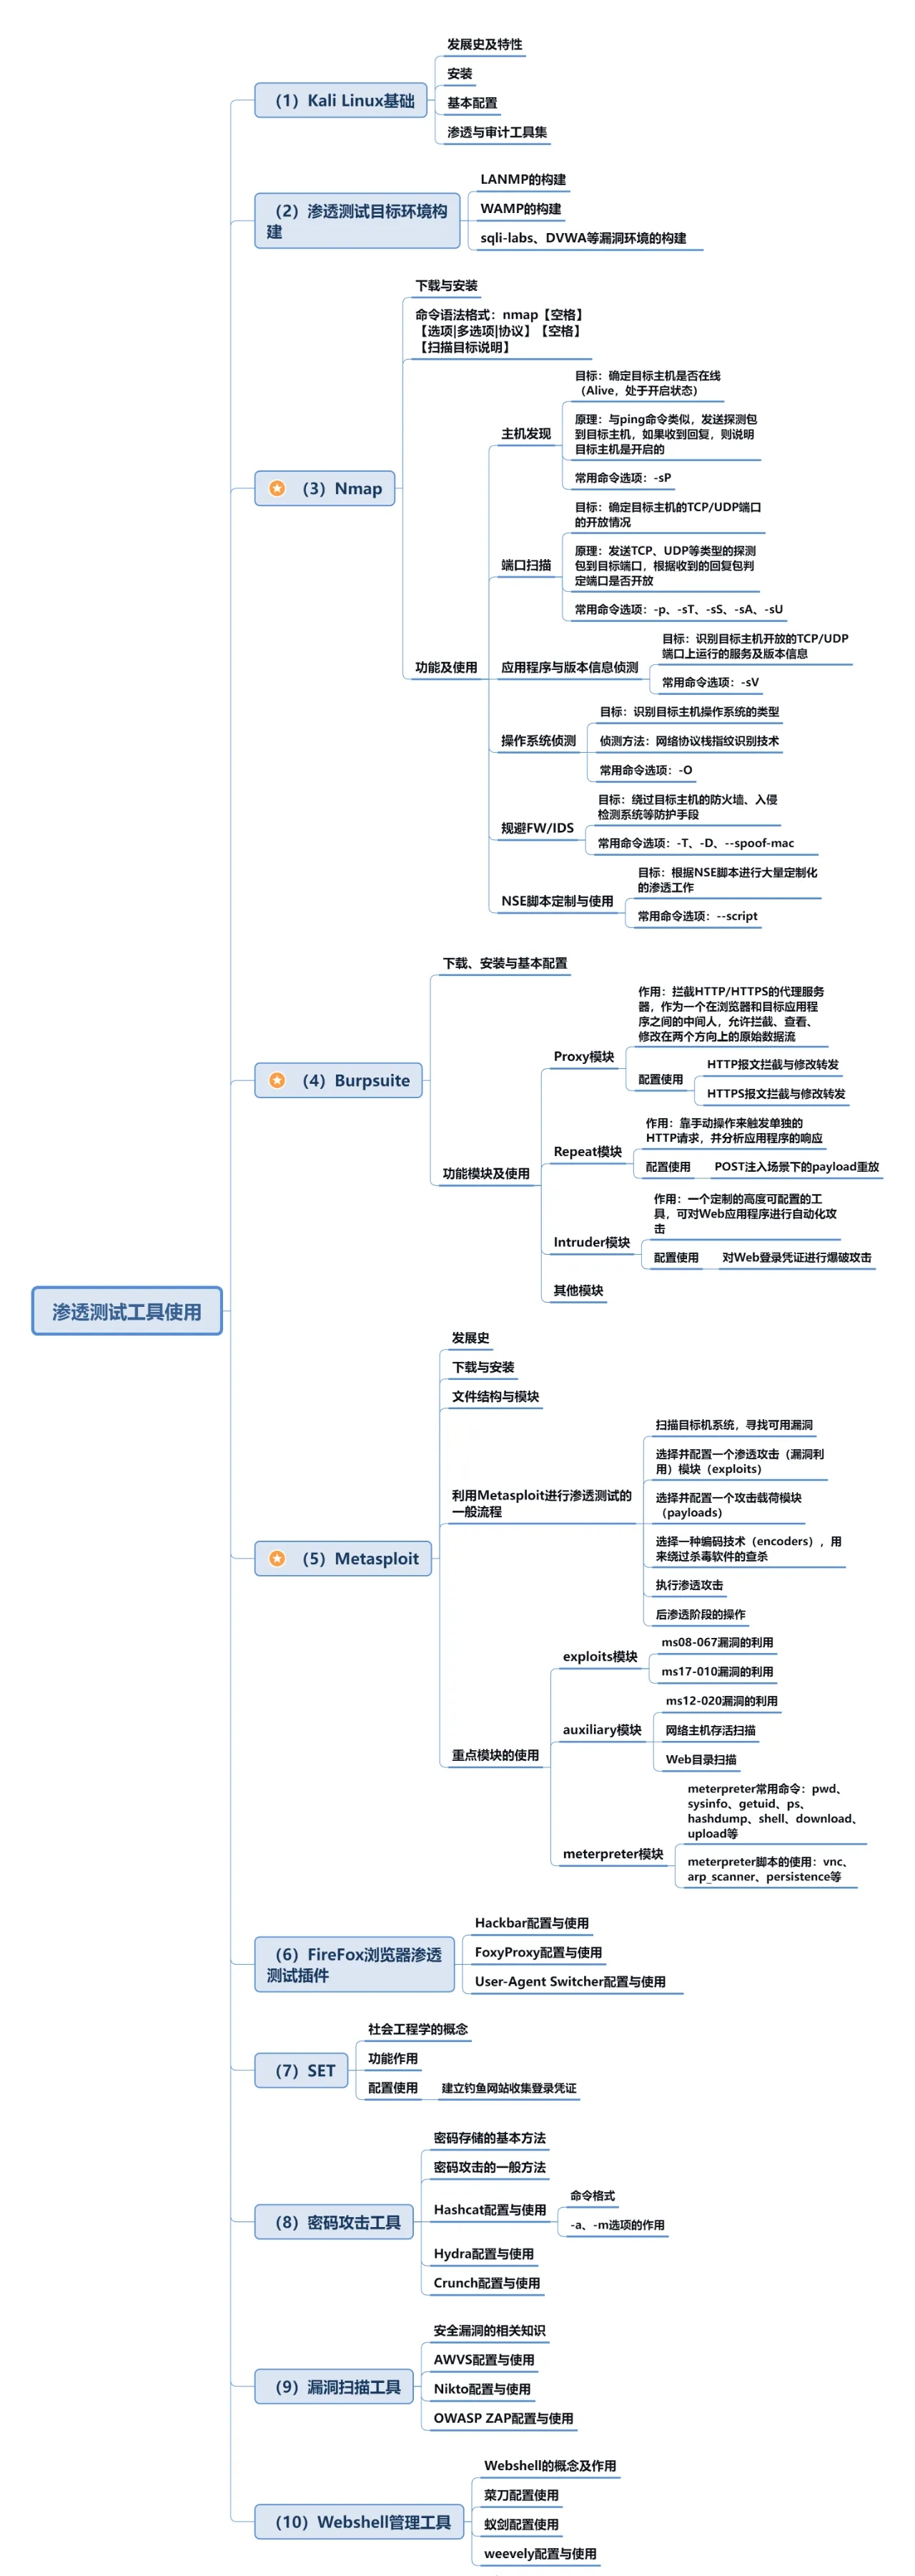 渗透测试工具使用
（1）Kali Linux基础
发展史及特性
安装
基本配置
渗透与审计工具集
（2）渗透测试目标环境构
建
LANMP的构建
WAMP的构建
sqli-labs、DVWA等漏洞环境的构建
（3）Nmap
下载与安装
命令语法格式：nmap【空格】
【选项|多选项|协议】【空格】
【扫描目标说明】
功能及使用
主机发现
目标：确定目标主机是否在线
（Alive，处于开启状态）
原理：与ping命令类似，发送探测包
到目标主机，如果收到回复，则说明
目标主机是开启的
常用命令选项：-sP
端口扫描
目标：确定目标主机的TCP/UDP端口
的开放情况
原理：发送TCP、UDP等类型的探测
包到目标端口，根据收到的回复包判
定端口是否开放
常用命令选项：-p、-sT、-sS、-sA、-sU
应用程序与版本信息侦测
目标：识别目标主机开放的TCP/UDP
端口上运行的服务及版本信息
常用命令选项：-sV
操作系统侦测
目标：识别目标主机操作系统的类型
侦测方法：网络协议栈指纹识别技术
常用命令选项：-O
规避FW/IDS
目标：绕过目标主机的防火墙、入侵
检测系统等防护手段
常用命令选项：-T、-D、--spoof-mac
NSE脚本定制与使用
目标：根据NSE脚本进行大量定制化
的渗透工作
常用命令选项：--script
（4）Burpsuite
下载、安装与基本配置
功能模块及使用
Proxy模块
作用：拦截HTTP/HTTPS的代理服务
器，作为一个在浏览器和目标应用程
序之间的中间人，允许拦截、查看、
修改在两个方向上的原始数据流
配置使用
HTTP报文拦截与修改转发
HTTPS报文拦截与修改转发
Repeat模块
作用：靠手动操作来触发单独的
HTTP请求，并分析应用程序的响应
配置使用
POST注入场景下的payload重放
Intruder模块
作用：一个定制的高度可配置的工
具，可对Web应用程序进行自动化攻
击
配置使用
对Web登录凭证进行爆破攻击
其他模块
（5）Metasploit
发展史
下载与安装
文件结构与模块
利用Metasploit进行渗透测试的
一般流程
扫描目标机系统，寻找可用漏洞
选择并配置一个渗透攻击（漏洞利
用）模块（exploits）
选择并配置一个攻击载荷模块
（payloads）
选择一种编码技术（encoders），用
来绕过杀毒软件的查杀
执行渗透攻击
后渗透阶段的操作
重点模块的使用
exploits模块
ms08-067漏洞的利用
ms17-010漏洞的利用
auxiliary模块
ms12-020漏洞的利用
网络主机存活扫描
Web目录扫描
meterpreter模块
meterpreter常用命令：pwd、
sysinfo、getuid、ps、
hashdump、shell、download、
upload等
meterpreter脚本的使用：vnc、
arp_scanner、persistence等
（6）FireFox浏览器渗透
测试插件
Hackbar配置与使用
FoxyProxy配置与使用
User-Agent Switcher配置与使用
（7）SET
社会工程学的概念
功能作用
配置使用
建立钓鱼网站收集登录凭证
（8）密码攻击工具
密码存储的基本方法
密码攻击的一般方法
Hashcat配置与使用
命令格式
-a、-m选项的作用
Hydra配置与使用
Crunch配置与使用
（9）漏洞扫描工具
安全漏洞的相关知识
AWVS配置与使用
Nikto配置与使用
OWASP ZAP配置与使用
（10）Webshell管理工具
Webshell的概念及作用
菜刀配置使用
蚁剑配置使用
weevely配置与使用